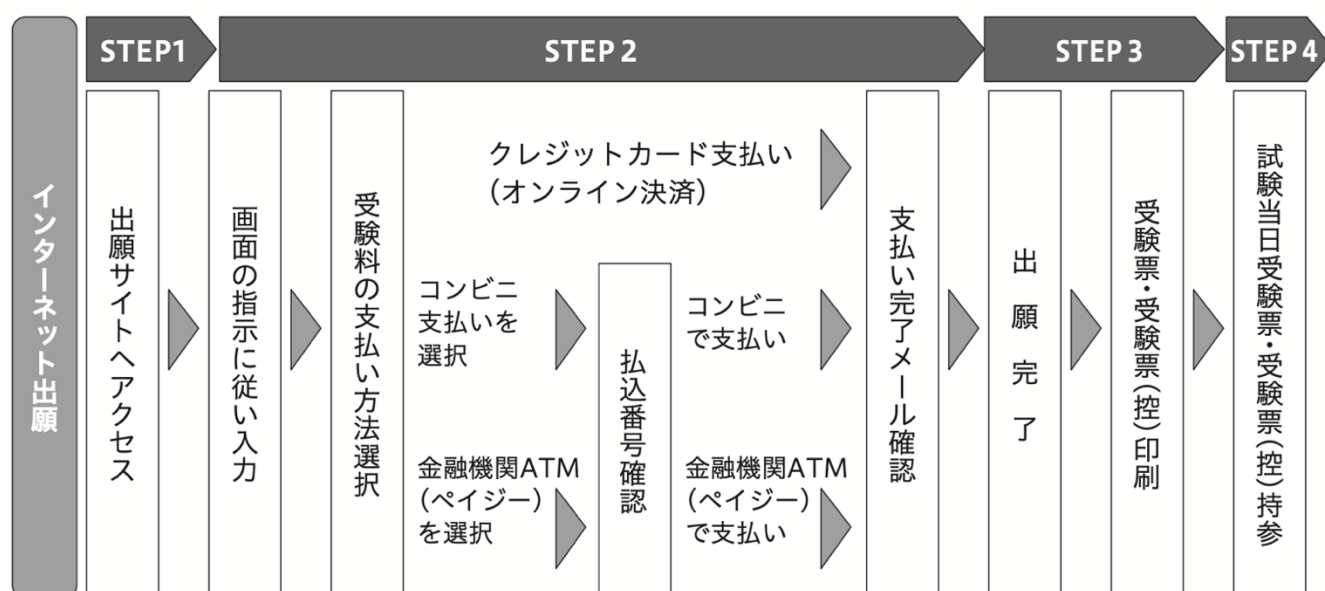 インターネット出願
STEP1
STEP 2
STEP 3
STEP 4
出願サイトへアクセス
画面の指示に従い入力
受験料の支払い方法選択
クレジットカード支払い
(オンライン決済)
コンビニ
支払いを
選択
金融機関ATM
(ペイジー)
を選択
払込番号確認
コンビニ
で支払い
金融機関ATM
(ペイジー)
で支払い
支払い完了メール確認
出願完了
受験票・受験票(控)印刷
試験当日受験票・受験票(控)持参